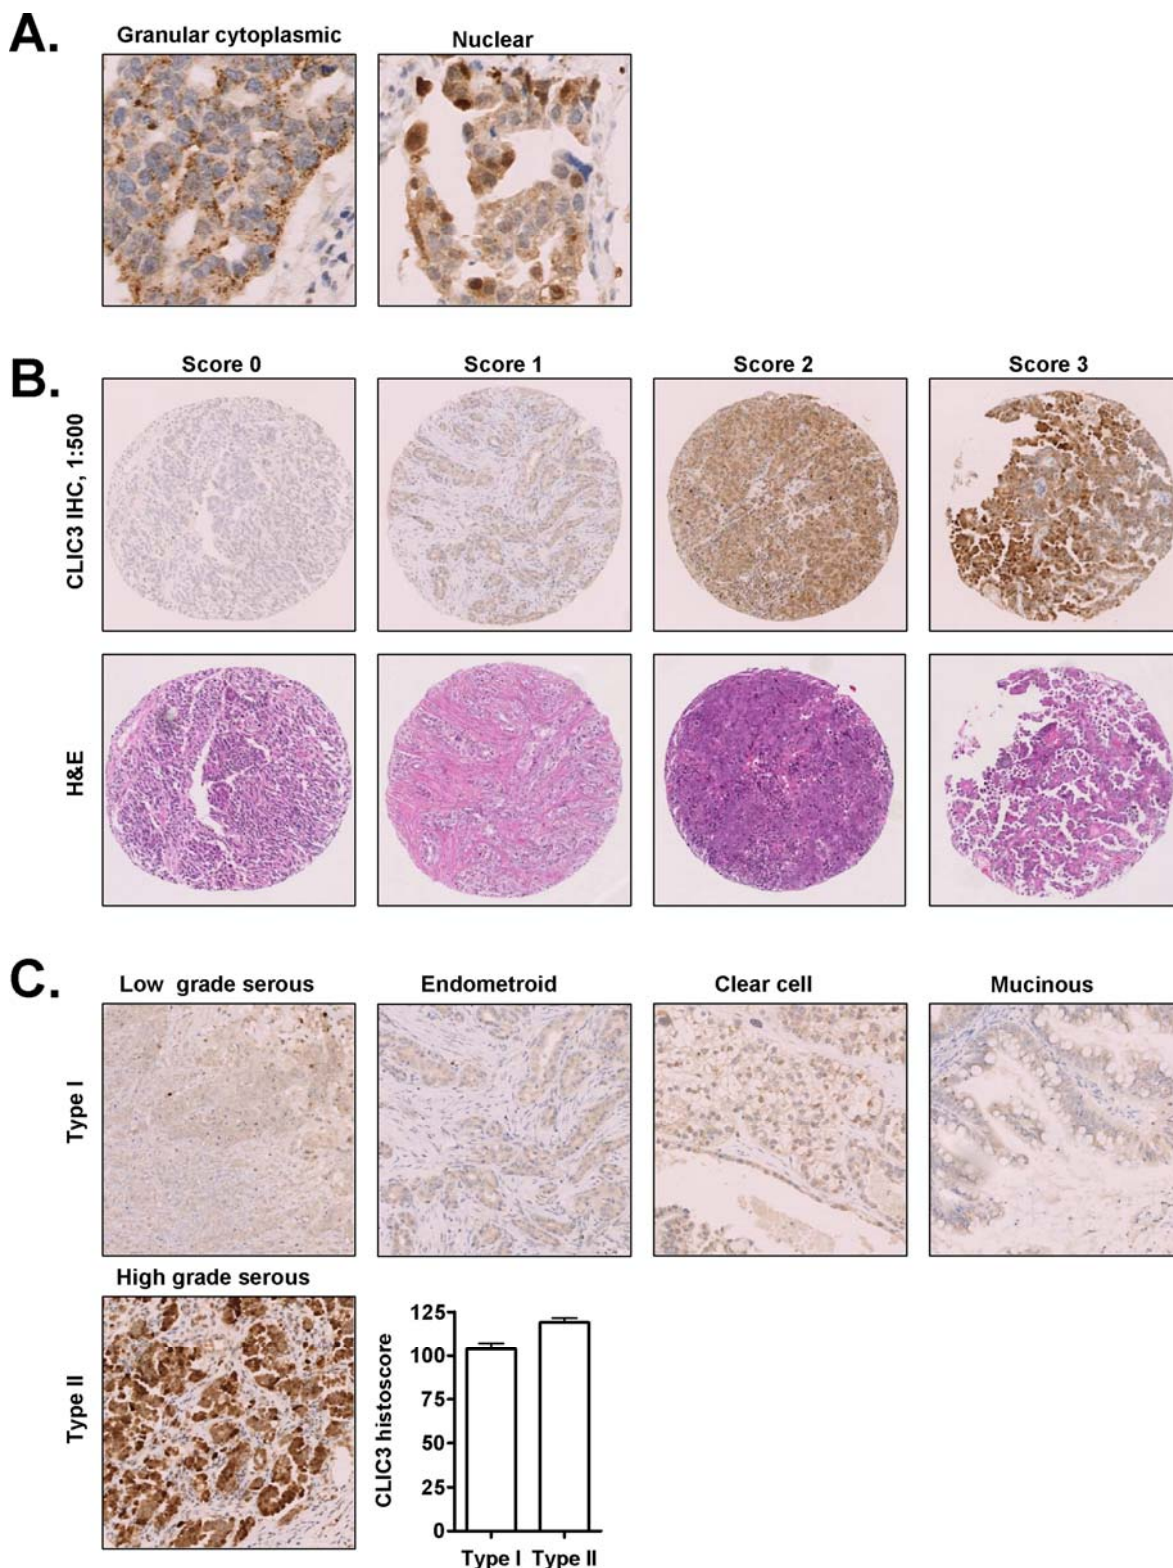 A.
Granular cytoplasmic
Nuclear
B.
Score 0
Score 1
Score 2
Score 3
CLIC3 IHC, 1:500
H&E
C.
Low grade serous
Endometroid
Clear cell
Mucinous
Type I
High grade serous
Type II
CLIC3 histoscore
125
100
75
50
25
0
Type I
Type II